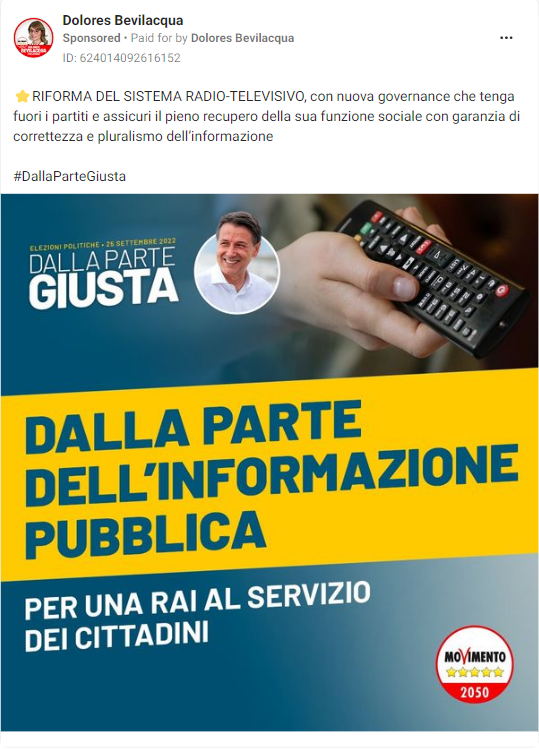 Dolores Bevilacqua
Sponsored • Paid for by Dolores Bevilacqua
ID: 624014092616152
⭐RIFORMA DEL SISTEMA RADIO-TELEVISIVO, con nuova governance che tenga
fuori i partiti e assicuri il pieno recupero della sua funzione sociale con garanzia di
correttezza e pluralismo dell'informazione
#DallaParteGiusta
ELEZIONI POLITICHE • 25 SETTEMBRE 2022
DALLA PARTE
GIUSTA
DALLA PARTE
DELL'INFORMAZIONE
PUBBLICA
PER UNA RAI AL SERVIZIO
DEI CITTADINI
MOVIMENTO
2050